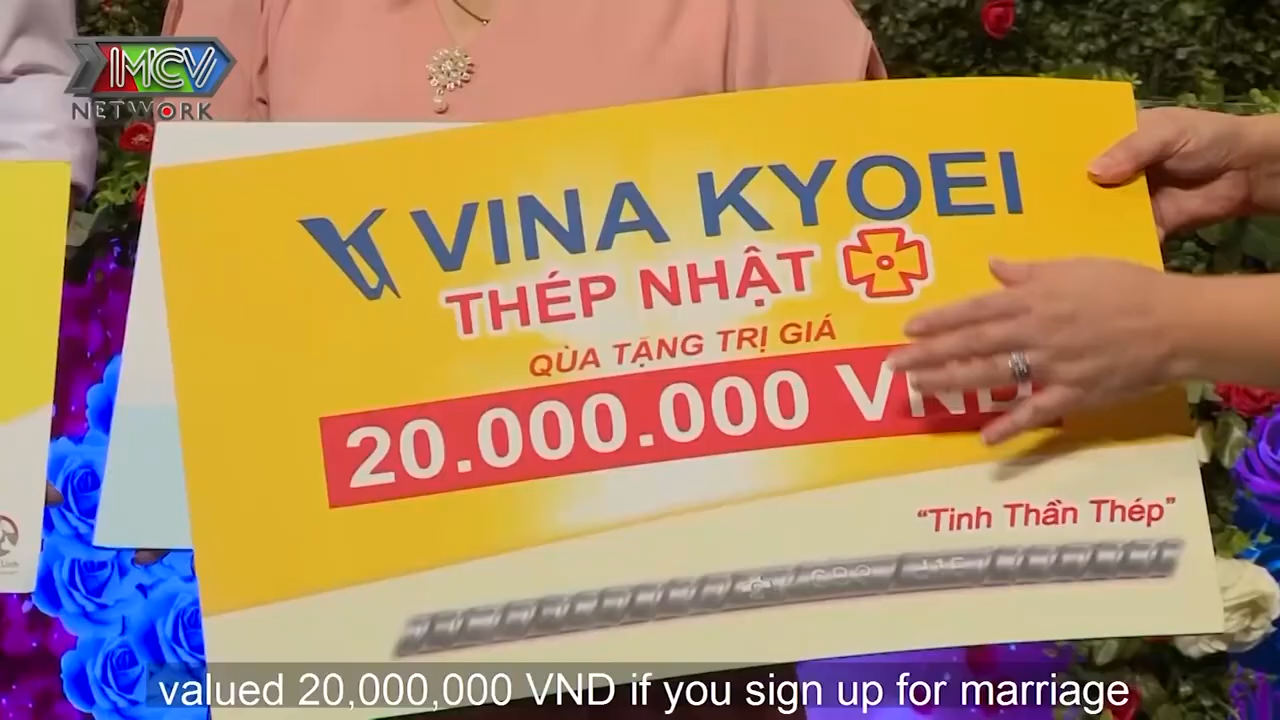 MCV
NETWORK
VINA KYOEI
THÉP NHẬT
QÙA TẶNG TRỊ GIÁ
20.000.000 VND
“Tinh Thần Thép”
valued 20,000,000 VND if you sign up for marriage